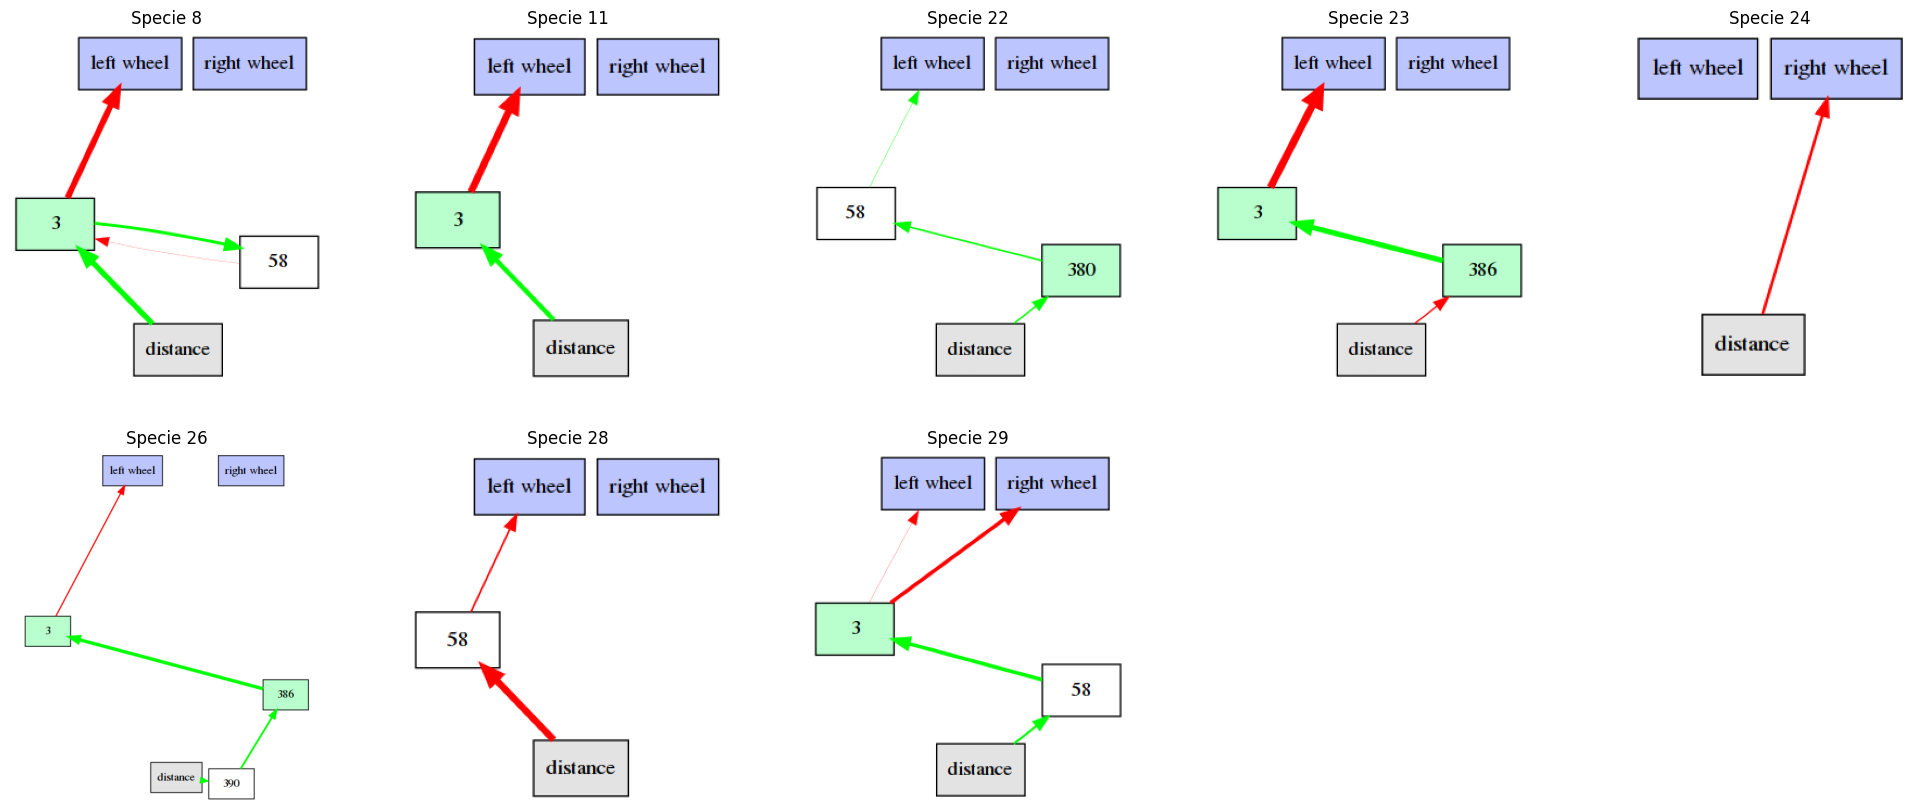 Specie 8
left wheel
right wheel
3
58
distance
Specie 11
left wheel
right wheel
3
distance
Specie 22
left wheel
right wheel
58
380
distance
Specie 23
left wheel
right wheel
3
386
distance
Specie 24
left wheel
right wheel
distance
Specie 26
left wheel
right wheel
3
386
distance
390
Specie 28
left wheel
right wheel
58
distance
Specie 29
left wheel
right wheel
3
58
distance